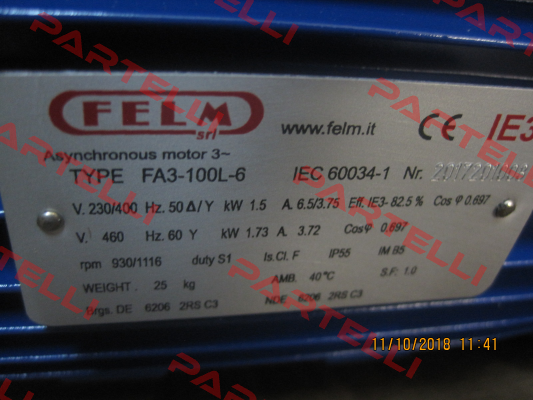 FELM
srl
www.felm.it
CE IE3
Asynchronous motor 3~
TYPE FA3-100L-6 IEC 60034-1 Nr.
V. 230/400 Hz. 50 Δ/Y kW 1.5 A. 6.5/3.75 Eff. IE3- 82.5 % Cos φ 0.697
V. 460 Hz. 60 Y kW 1.73 A. 3.72 Cos φ 0.697
rpm 930/1116 duty S1 Is.Cl. F IP55 IM B5
WEIGHT. 25 kg AMB. 40°C S.F. 1.0
Brgs. DE 6206 2RS C3 NDE 6206 2RS C3
11/10/2018 11:41
PARTELLI
PARTELLI
PARTELLI
PARTELLI
PARTELLI